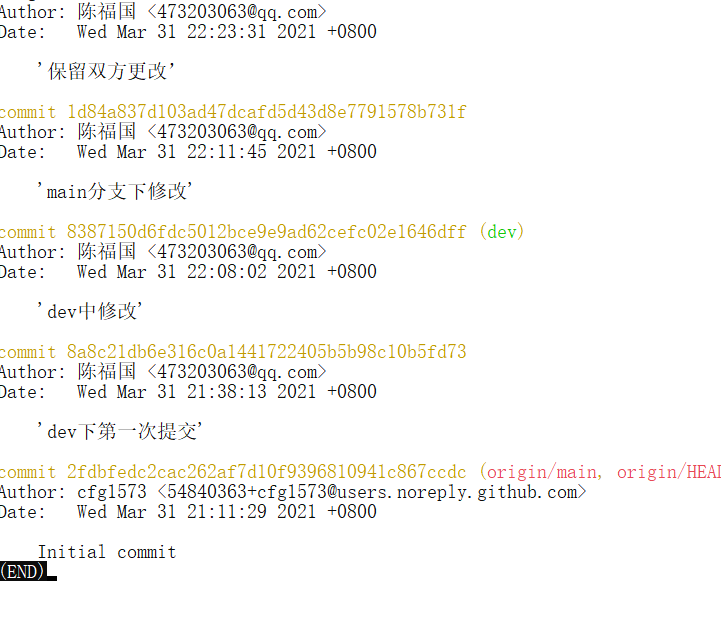 Author: 陈福国 <473203063@qq.com>
Date:   Wed Mar 31 22:23:31 2021 +0800
'保留双方更改'
commit 1d84a837d103ad47dcafd5d43d8e7791578b731f
Author: 陈福国 <473203063@qq.com>
Date:   Wed Mar 31 22:11:45 2021 +0800
'main分支下修改'
commit 8387150d6fdc5012bce9e9ad62cefc02e1646dff (dev)
Author: 陈福国 <473203063@qq.com>
Date:   Wed Mar 31 22:08:02 2021 +0800
'dev中修改'
commit 8a8c21db6e316c0a1441722405b5b98c10b5fd73
Author: 陈福国 <473203063@qq.com>
Date:   Wed Mar 31 21:38:13 2021 +0800
'dev下第一次提交'
commit 2fdbfedc2cac262af7d10f9396810941c867ccdc (origin/main, origin/HEA
Author: cfg1573 <54840363+cfg1573@users.noreply.github.com>
Date:   Wed Mar 31 21:11:29 2021 +0800
Initial commit
(END)